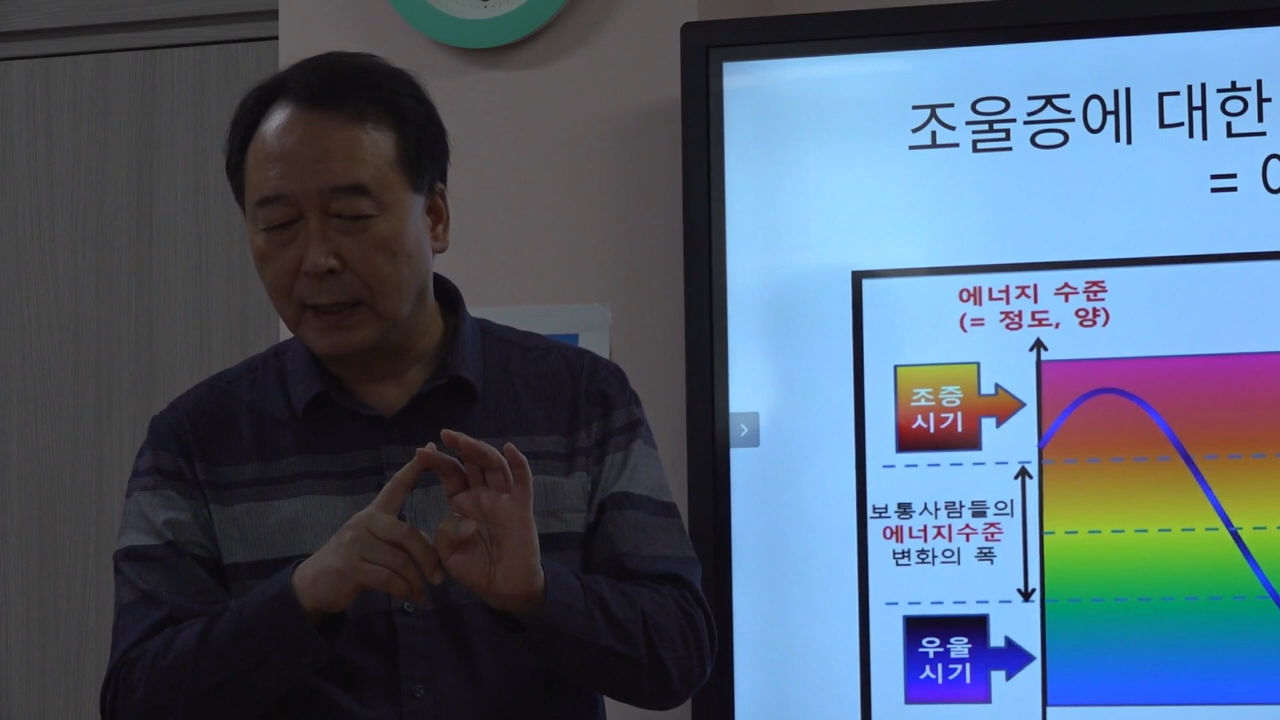 조울증에 대한
=
에너지 수준
(= 정도, 양)
조증
시기
보통사람들의
에너지수준
변화의 폭
우울
시기